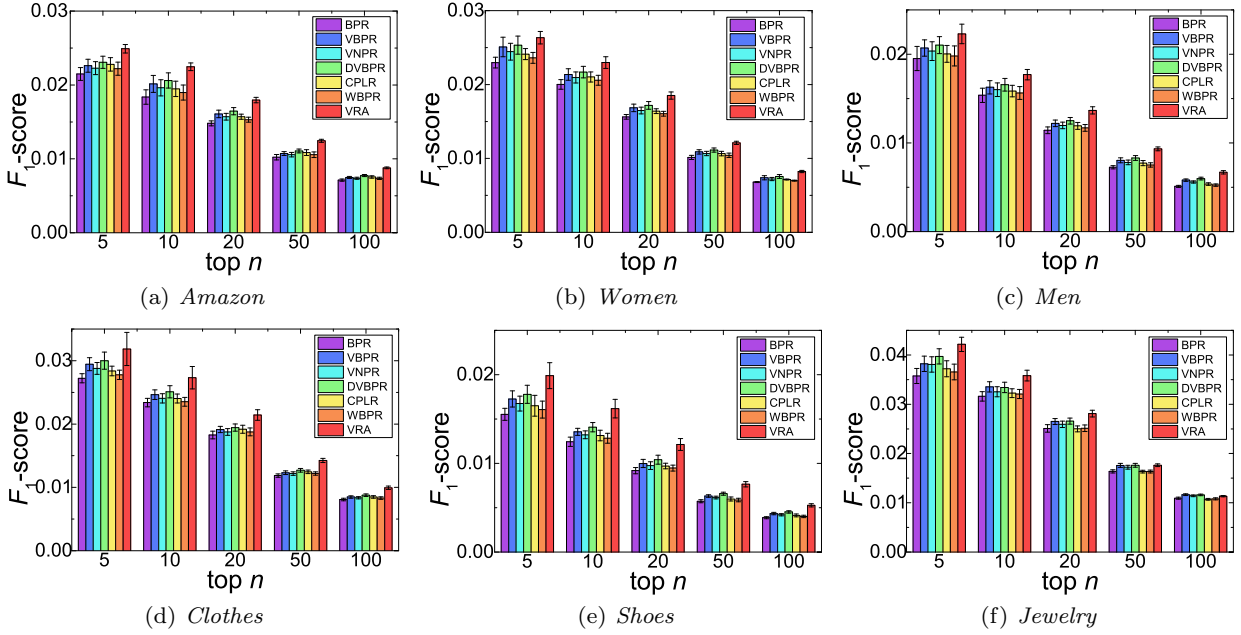 0.03
0.02
0.01
0.00
F1-score
BPR
VBPR
VNPR
DVBPR
CPLR
WBPR
VRA
5 10 20 50 100
top n
(a) Amazon
0.03
0.02
0.01
0.00
F1-score
BPR
VBPR
VNPR
DVBPR
CPLR
WBPR
VRA
5 10 20 50 100
top n
(b) Women
0.02
0.01
0.00
F1-score
BPR
VBPR
VNPR
DVBPR
CPLR
WBPR
VRA
5 10 20 50 100
top n
(c) Men
0.03
0.02
0.01
0.00
F1-score
BPR
VBPR
VNPR
DVBPR
CPLR
WBPR
VRA
5 10 20 50 100
top n
(d) Clothes
0.02
0.01
0.00
F1-score
BPR
VBPR
VNPR
DVBPR
CPLR
WBPR
VRA
5 10 20 50 100
top n
(e) Shoes
0.04
0.03
0.02
0.01
0.00
F1-score
BPR
VBPR
VNPR
DVBPR
CPLR
WBPR
VRA
5 10 20 50 100
top n
(f) Jewelry